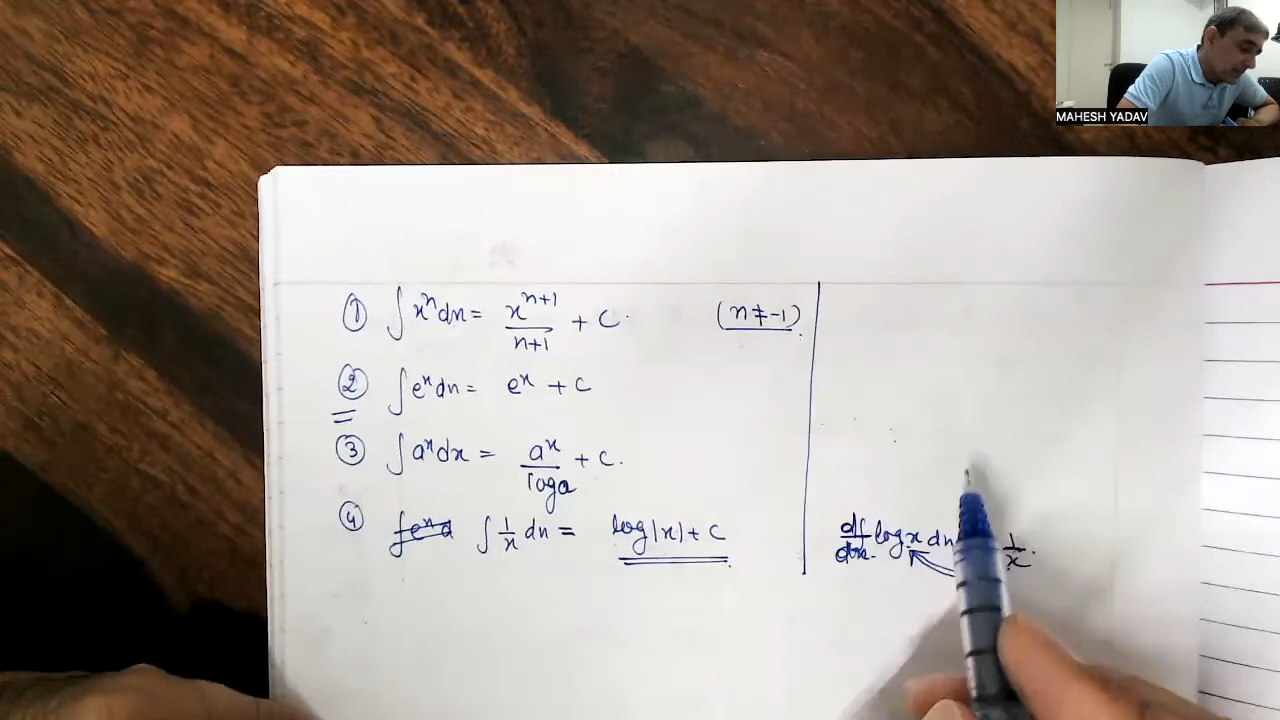 MAHESH YADAV
① ∫xⁿdx = xⁿ⁺¹/n+1 + C. (n ≠ -1)
② ∫eˣdx = eˣ + C
③ ∫aˣdx = aˣ/loga + C.
④ ∫1/x dx = log|x| + C
d/dx log x dx 1/x.